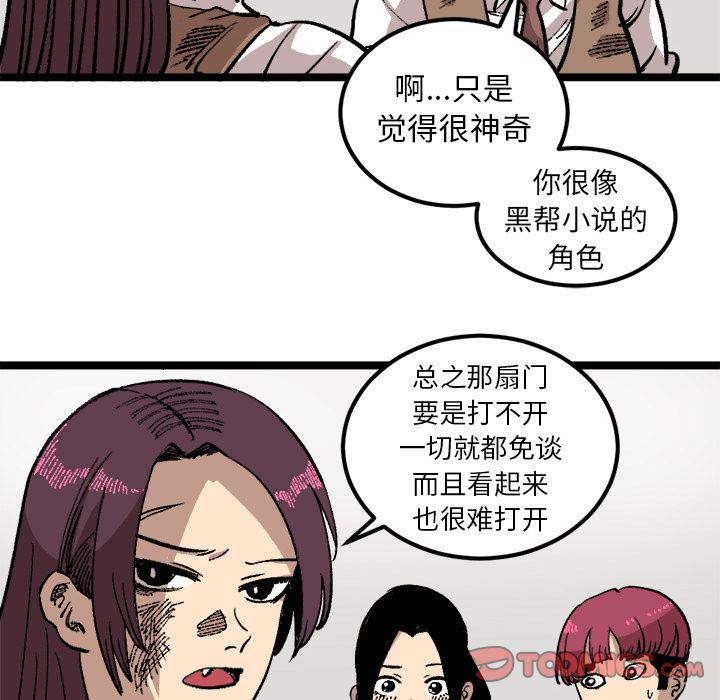 啊...只是
觉得很神奇
你很像
黑帮小说的
角色
总之那扇门
要是打不开
一切就都免谈
而且看起来
也很难打开
TOOMICS.COM